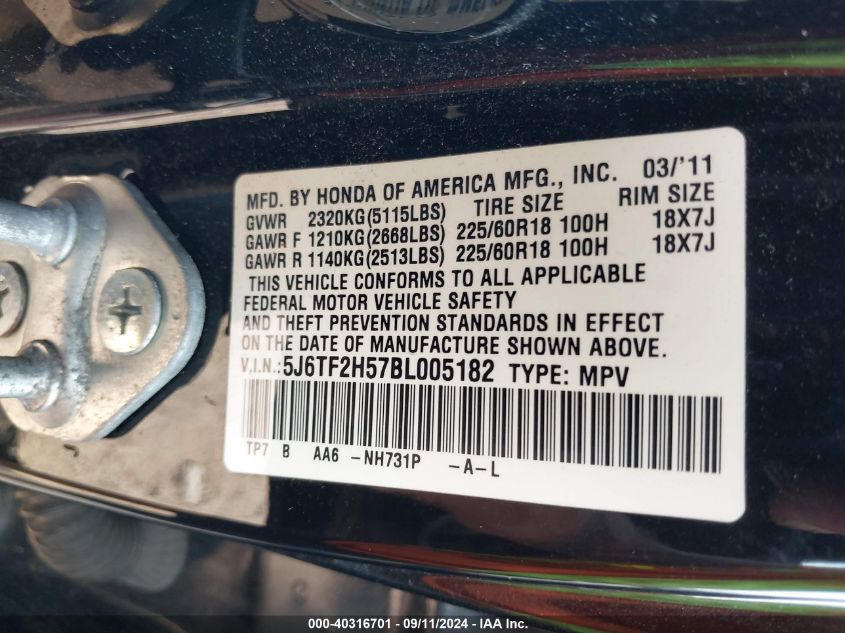 MFD. BY HONDA OF AMERICA MFG., INC. 03/'11
GVWR 2320KG(5115LBS) TIRE SIZE RIM SIZE
GAWR F 1210KG(2668LBS) 225/60R18 100H 18X7J
GAWR R 1140KG(2513LBS) 225/60R18 100H 18X7J
THIS VEHICLE CONFORMS TO ALL APPLICABLE
FEDERAL MOTOR VEHICLE SAFETY
AND THEFT PREVENTION STANDARDS IN EFFECT
ON THE DATE OF MANUFACTURE SHOWN ABOVE.
V.I.N.: 5J6TF2H57BL005182 TYPE: MPV
TP7 B AA6 -NH731P -A-L
000-40316701 - 09/11/2024 - IAA Inc.